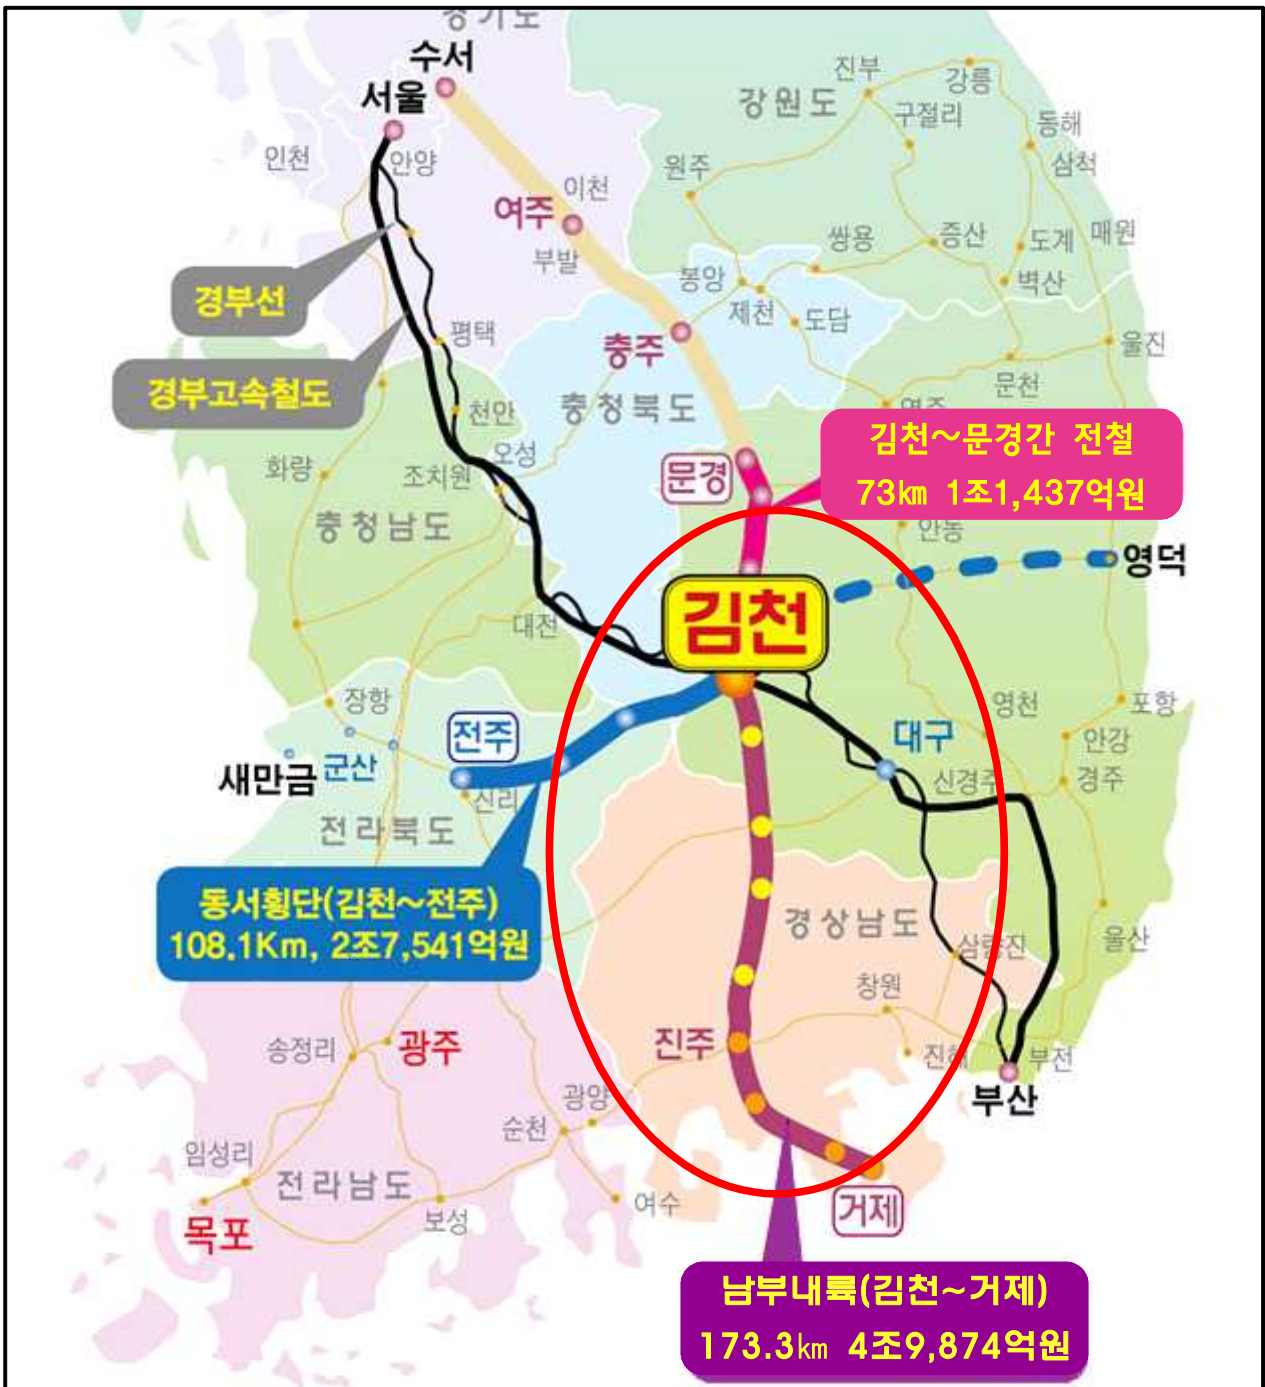 경기도
수서
서울
진부
강릉
강원도
구절리
동해
인천
안양
삼척
이천
원주
여주
쌍용
증산
도계
매원
부발
봉양
벽산
경부선
제천
도담
평택
충주
울진
경부고속철도
문천
충청북도
영주
천안
오성
김천~문경간 전철
화량
조치원
문경
73㎞ 1조1,437억원
충청남도
안동
영덕
김천
대전
장항
영천
포항
전주
대구
안강
새만금
군산
신경주
경주
신리
전라북도
동서횡단(김천~전주)
108.1Km, 2조7,541억원
경상남도
울산
삼량진
창원
송정리
광주
진주
진해
부전
부산
광양
순천
임성리
전라남도
여수
거제
보성
목포
남부내륙(김천~거제)
173.3㎞ 4조9,874억원